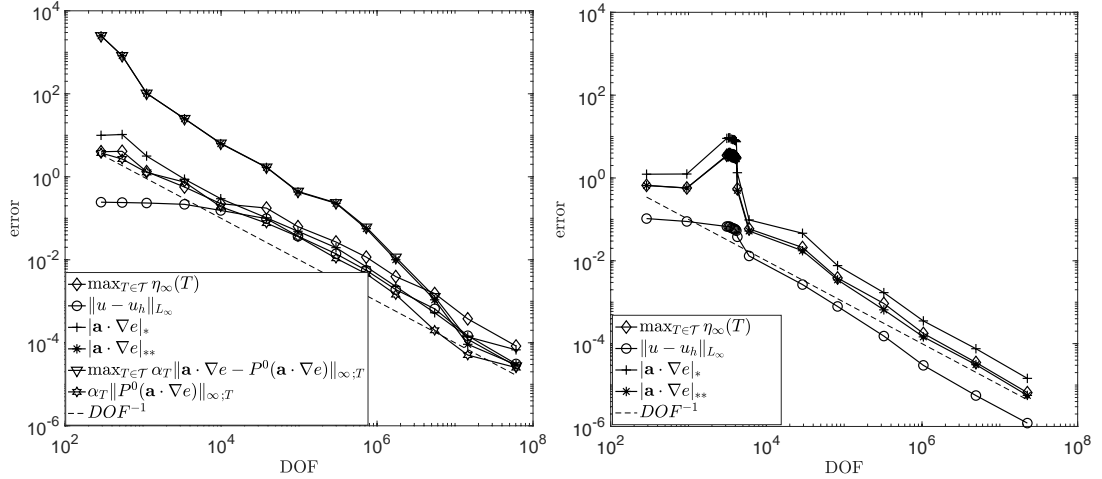 10^4
10^2
10^0
10^-2
10^-4
10^-6
error
max_{T∈𝒯} η_∞(T)
‖u − u_h‖_{L_∞}
|a · ∇e|_*
|a · ∇e|_{**}
max_{T∈𝒯} α_T‖a · ∇e − P^0(a · ∇e)‖_{∞;T}
α_T‖P^0(a · ∇e)‖_{∞;T}
DOF^{-1}
10^2
10^4
10^6
10^8
DOF
10^4
10^2
10^0
10^-2
10^-4
10^-6
error
max_{T∈𝒯} η_∞(T)
‖u − u_h‖_{L_∞}
|a · ∇e|_*
|a · ∇e|_{**}
DOF^{-1}
10^2
10^4
10^6
10^8
DOF